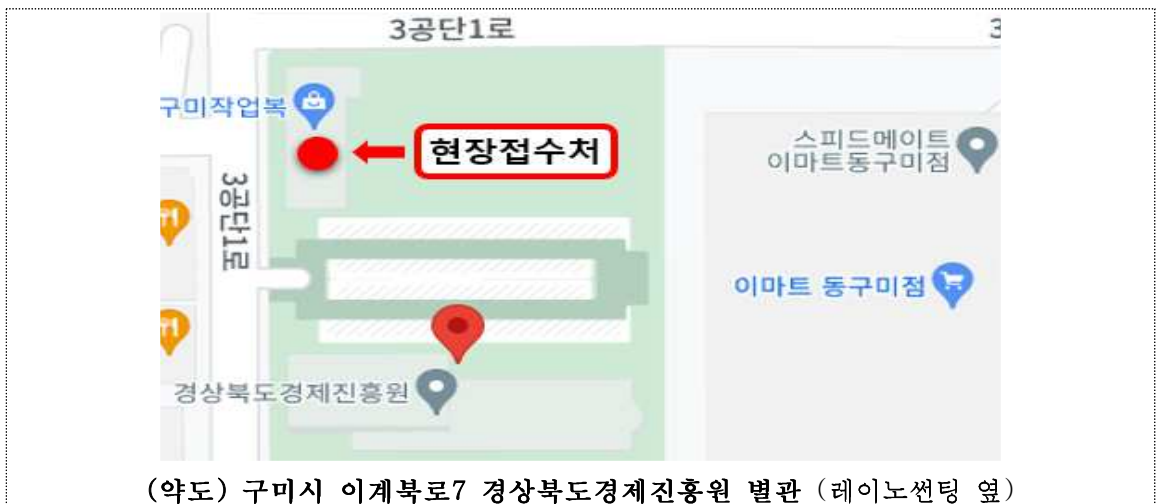 3공단1로
3
구미작업복
현장접수처
스피드메이트
이마트동구미점
3공단1로
이마트 동구미점
경상북도경제진흥원
(약도) 구미시 이계북로7 경상북도경제진흥원 별관 (레이노썬팅 옆)